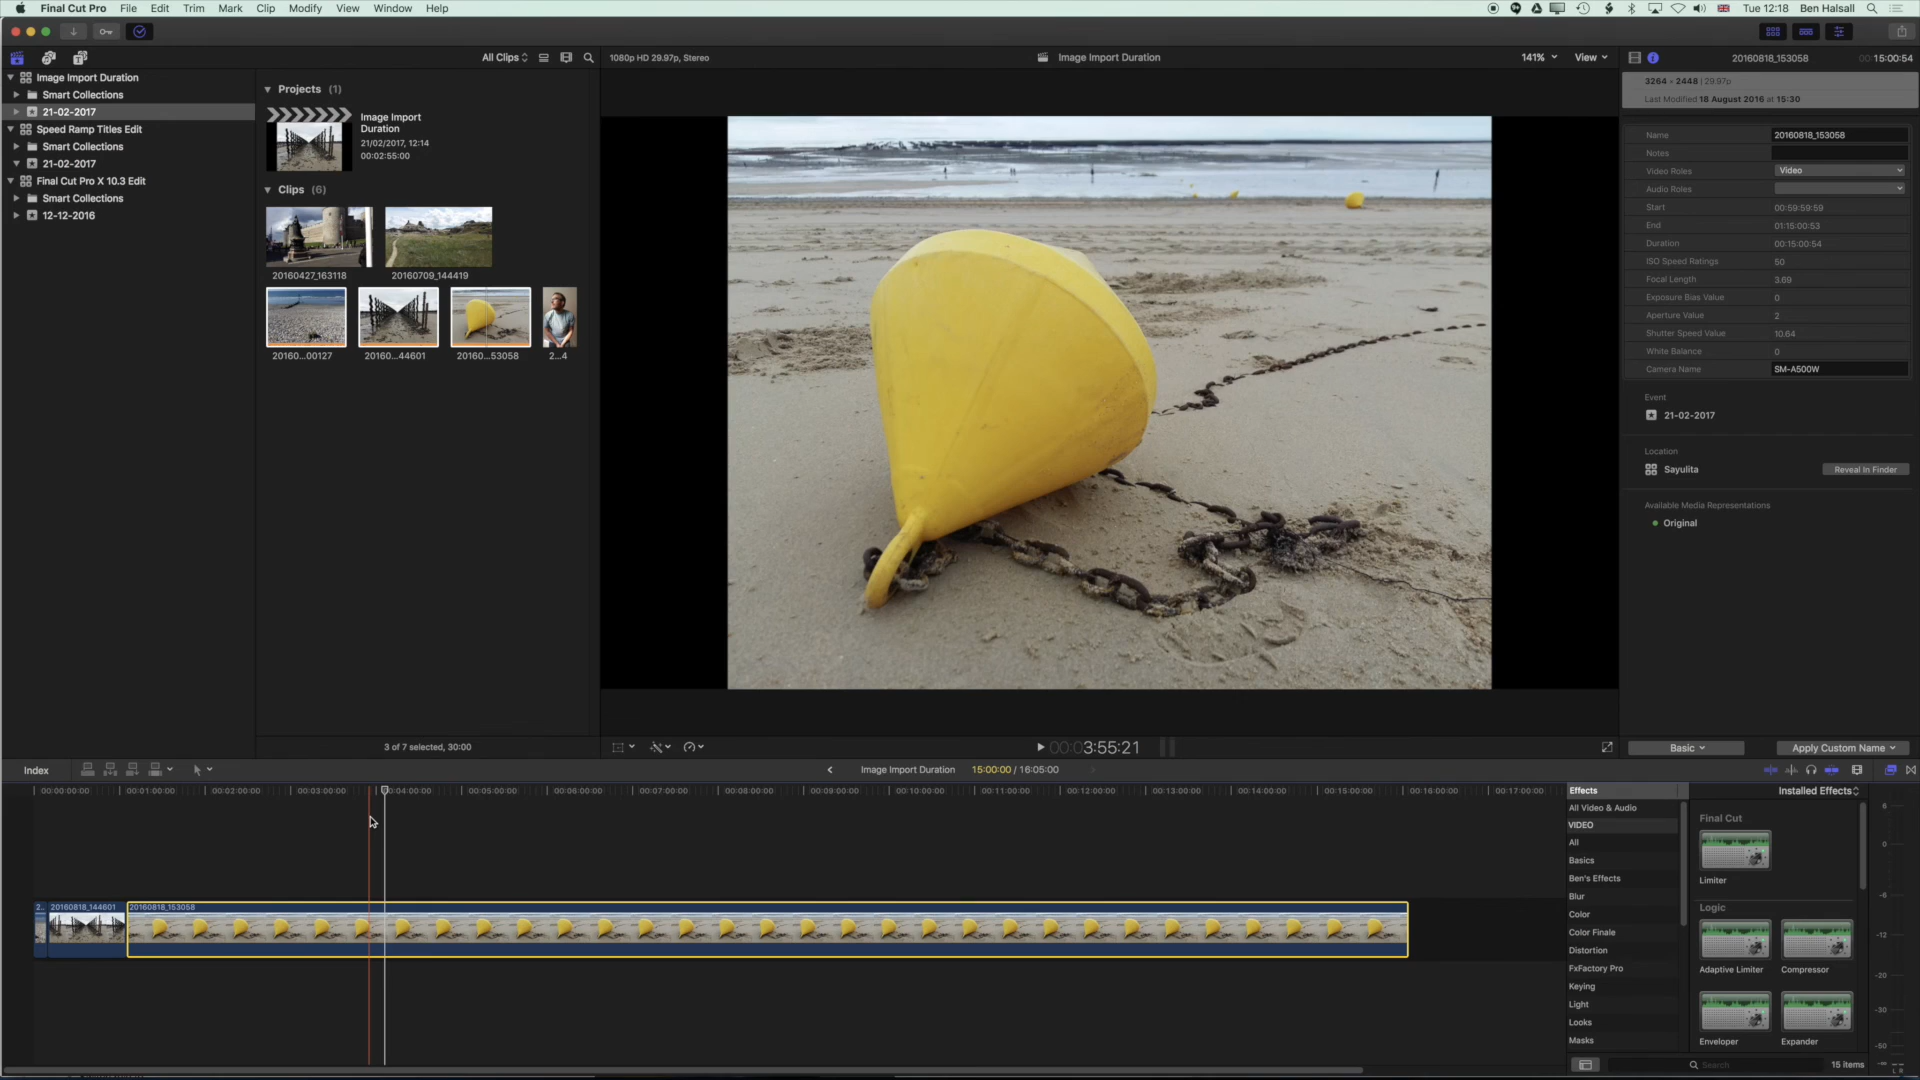 Final Cut Pro File Edit Trim Mark Clip Modify View Window Help Tue 12:18 Ben Halsall
All Clips 1080p HD 29.97p, Stereo Image Import Duration 141% View 20160818_153058 00:15:00:54
Image Import Duration
Smart Collections
21-02-2017
Speed Ramp Titles Edit
Smart Collections
21-02-2017
Final Cut Pro X 10.3 Edit
Smart Collections
12-12-2016
Projects (1)
Image Import
Duration
21/02/2017, 12:14
00:02:55:00
Clips (6)
20160427_163118 20160709_144419
20160...00127 20160...44601 20160...53058 2...4
3 of 7 selected, 30:00
00:00:03:55:21
3264 × 2448 | 29.97p
Last Modified 18 August 2016 at 15:30
Name 20160818_153058
Notes
Video Roles Video
Audio Roles
Start 00:59:59:59
End 01:15:00:53
Duration 00:15:00:54
ISO Speed Ratings 50
Focal Length 3.69
Exposure Bias Value 0
Aperture Value 2
Shutter Speed Value 10.64
White Balance 0
Camera Name SM-A500W
Event
21-02-2017
Location
Sayulita Reveal In Finder
Available Media Representations
Original
Basic Apply Custom Name
Index Image Import Duration 15:00:00 / 16:05:00
00:00:00:00 00:01:00:00 00:02:00:00 00:03:00:00 00:04:00:00 00:05:00:00 00:06:00:00 00:07:00:00 00:08:00:00 00:09:00:00 00:10:00:00 00:11:00:00 00:12:00:00 00:13:00:00 00:14:00:00 00:15:00:00 00:16:00:00 00:17:00:00
2... 20160818_144601 20160818_153058
Effects
All Video & Audio
VIDEO
All
Basics
Ben's Effects
Blur
Color
Color Finale
Distortion
FxFactory Pro
Keying
Light
Looks
Masks
Installed Effects
Final Cut
Limiter
Logic
Adaptive Limiter Compressor
Enveloper Expander
Search 15 items
6
0
-6
-12
-20
-30
-50
-∞
L R